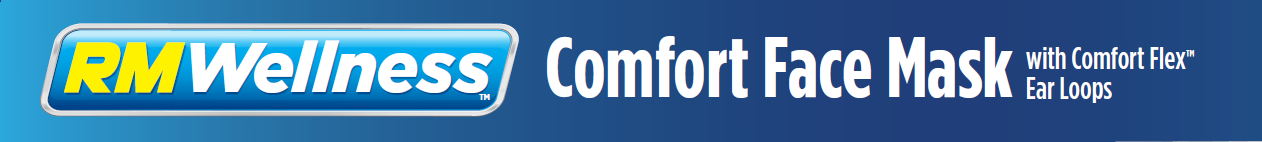 RMWellness™
Comfort Face Mask
with Comfort Flex™
Ear Loops